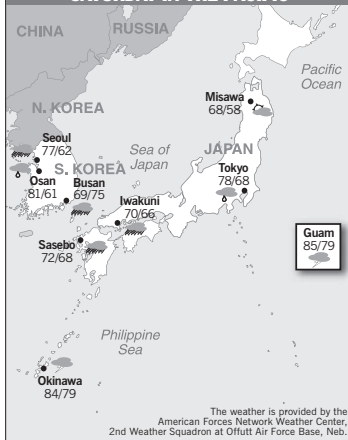 CHINA
RUSSIA
Pacific
Ocean
Misawa
68/58
N. KOREA
Seoul
77/62
Sea of
Japan
JAPAN
S. KOREA
Osan
81/61
Busan
69/75
Tokyo
78/68
Iwakuni
70/66
Sasebo
72/68
Guam
85/79
Philippine
Sea
Okinawa
84/79
The weather is provided by the
American Forces Network Weather Center,
2nd Weather Squadron at Offutt Air Force Base, Neb.